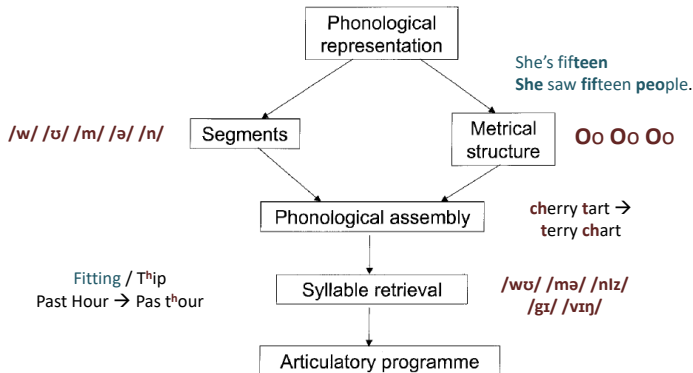 Phonological
representation
She's fifteen
She saw fifteen people.
/w/ /ʊ/ /m/ /ə/ /n/
Segments
Metrical
structure
Oo Oo Oo
Phonological assembly
cherry tart →
terry chart
Fitting / Tʰip
Past Hour → Pas tʰour
Syllable retrieval
/wʊ/ /mə/ /nIz/
/gɪ/ /vɪŋ/
Articulatory programme